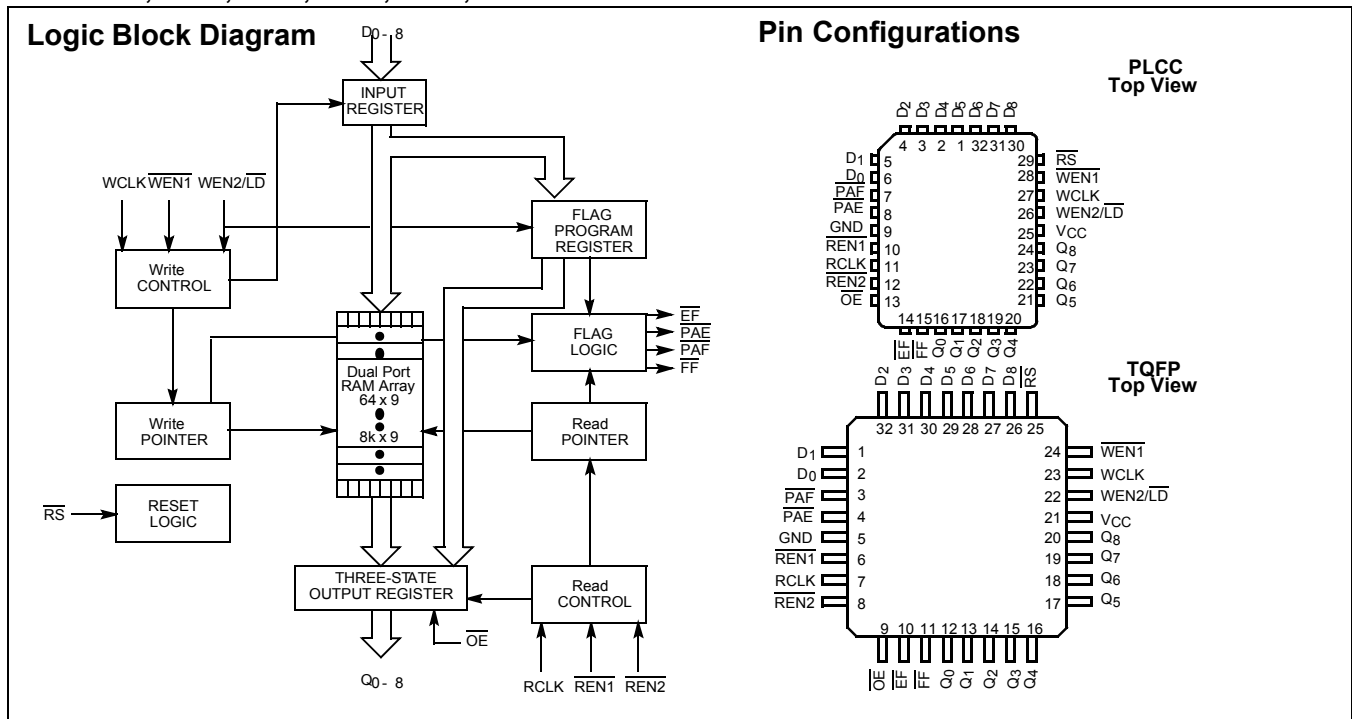 Logic Block Diagram
D0 - 8
INPUT
REGISTER
WCLK WEN1 WEN2/LD
FLAG
PROGRAM
REGISTER
Write
CONTROL
FLAG
LOGIC
EF
PAE
PAF
FF
Dual Port
RAM Array
64 x 9
8k x 9
Write
POINTER
Read
POINTER
RS
RESET
LOGIC
THREE-STATE
OUTPUT REGISTER
Read
CONTROL
OE
Q0 - 8
RCLK REN1 REN2
Pin Configurations
PLCC
Top View
D2 D3 D4 D5 D6 D7 D8
4 3 2 1 32 31 30
D1 5
D0 6
PAF 7
PAE 8
GND 9
REN1 10
RCLK 11
REN2 12
OE 13
29 RS
28 WEN1
27 WCLK
26 WEN2/LD
25 VCC
24 Q8
23 Q7
22 Q6
21 Q5
14 15 16 17 18 19 20
EF FF Q0 Q1 Q2 Q3 Q4
TQFP
Top View
D2 D3 D4 D5 D6 D7 D8 RS
32 31 30 29 28 27 26 25
D1 1
D0 2
PAF 3
PAE 4
GND 5
REN1 6
RCLK 7
REN2 8
24 WEN1
23 WCLK
22 WEN2/LD
21 VCC
20 Q8
19 Q7
18 Q6
17 Q5
9 10 11 12 13 14 15 16
OE EF FF Q0 Q1 Q2 Q3 Q4